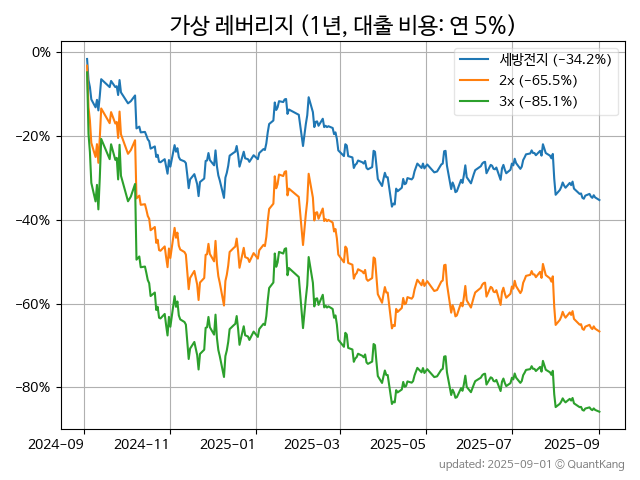 가상 레버리지 (1년, 대출 비용: 연 5%)
세방전지 (−34.2%)
2x (−65.5%)
3x (−85.1%)
0%
−20%
−40%
−60%
−80%
2024-09 2024-11 2025-01 2025-03 2025-05 2025-07 2025-09
updated: 2025-09-01 © QuantKang